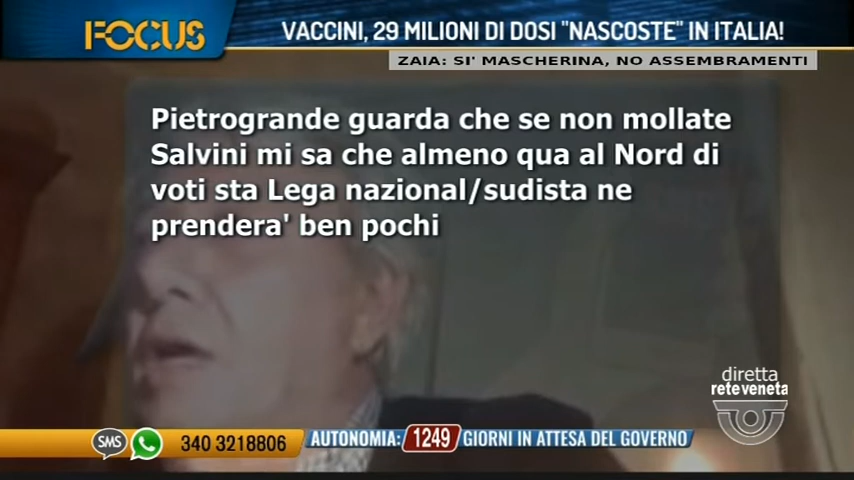 FOCUS
VACCINI, 29 MILIONI DI DOSI "NASCOSTE" IN ITALIA!
ZAIA: SI' MASCHERINA, NO ASSEMBRAMENTI
Pietrogrande guarda che se non mollate
Salvini mi sa che almeno qua al Nord di
voti sta Lega nazional/sudista ne
prendera' ben pochi
diretta
reteveneta
SMS
340 3218806
AUTONOMIA: 1249 GIORNI IN ATTESA DEL GOVERNO